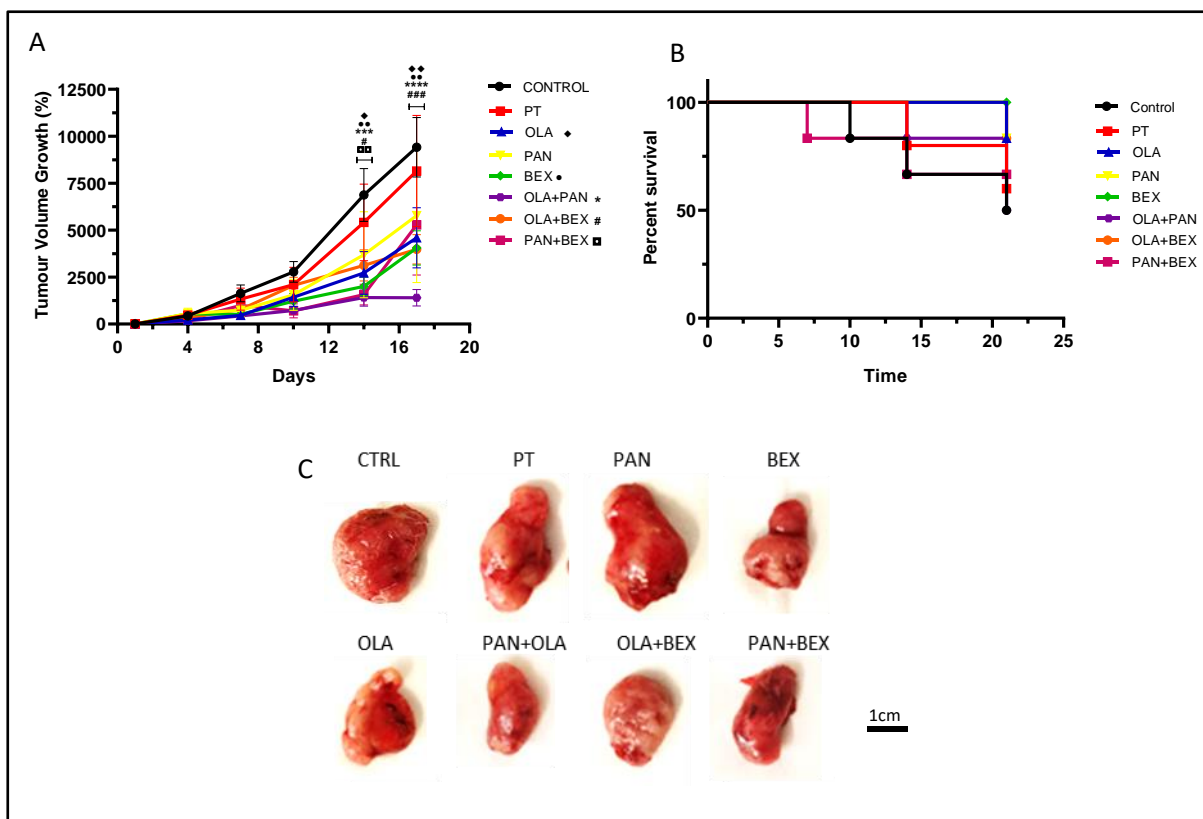 A
Tumour Volume Growth (%)
12500
10000
7500
5000
2500
0
0 4 8 12 16 20
Days
◆
●●
***
#
◘◘
◆◆
●●
****
###
CONTROL
PT
OLA ◆
PAN
BEX ●
OLA+PAN *
OLA+BEX #
PAN+BEX ◘
B
Percent survival
100
50
0
0 5 10 15 20 25
Time
Control
PT
OLA
PAN
BEX
OLA+PAN
OLA+BEX
PAN+BEX
C
CTRL PT PAN BEX
OLA PAN+OLA OLA+BEX PAN+BEX
1cm